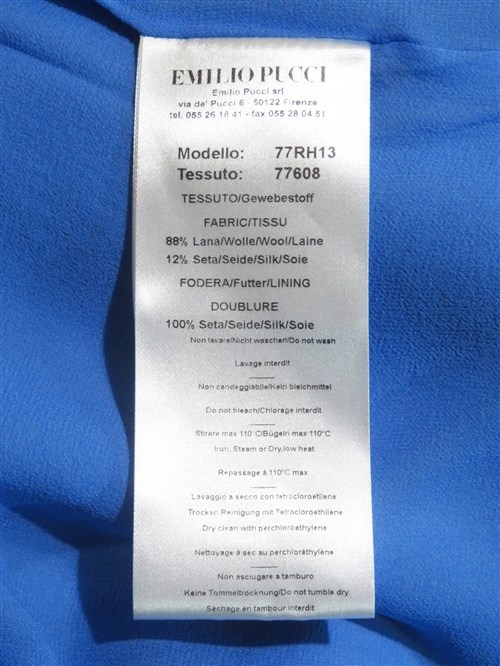 EMILIO PUCCI
Emilio Pucci srl
via de' Pucci 6 - 50122 Firenze
tel. 055 26 18 41 - fax 055 28 04 51
Modello: 77RH13
Tessuto: 77608
TESSUTO/Gewebestoff
FABRIC/TISSU
88% Lana/Wolle/Wool/Laine
12% Seta/Seide/Silk/Soie
FODERA/Futter/LINING
DOUBLURE
100% Seta/Seide/Silk/Soie
Non lavare/Nicht waschen/Do not wash
Lavage interdit
Non candeggiabile/Kein bleichmittel
Do not bleach/Chlorage interdit
Stirare max 110°C/Bügeln max 110°C
Iron, Steam or Dry,low heat
Repassage à 110°C max
Lavaggio a secco con tetracloroetilene
Trocken Reinigung mit Tetracloroethilene
Dry clean with perchloroethylene
Nettoyage à sec au perchloréthylène
Non asciugare a tamburo
Keine Trommeltrocknung/Do not tumble dry.
Sechage en tambour interdit